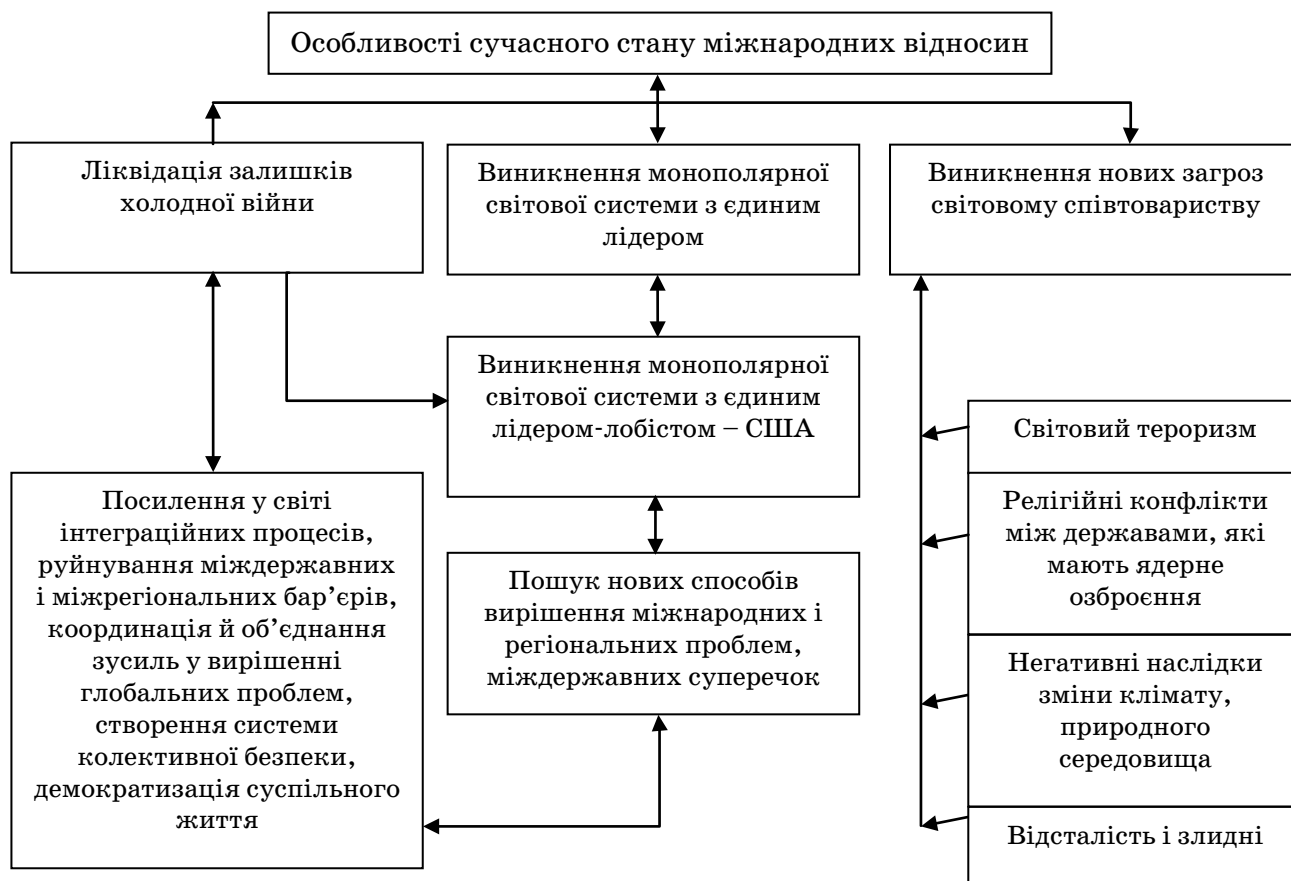 Особливості сучасного стану міжнародних відносин
Ліквідація залишків
холодної війни
Виникнення монополярної
світової системи з єдиним
лідером
Виникнення нових загроз
світовому співтовариству
Виникнення монополярної
світової системи з єдиним
лідером-лобістом – США
Посилення у світі
інтеграційних процесів,
руйнування міждержавних
і міжрегіональних бар’єрів,
координація й об’єднання
зусиль у вирішенні
глобальних проблем,
створення системи
колективної безпеки,
демократизація суспільного
життя
Пошук нових способів
вирішення міжнародних і
регіональних проблем,
міждержавних суперечок
Світовий тероризм
Релігійні конфлікти
між державами, які
мають ядерне
озброєння
Негативні наслідки
зміни клімату,
природного
середовища
Відсталість і злидні